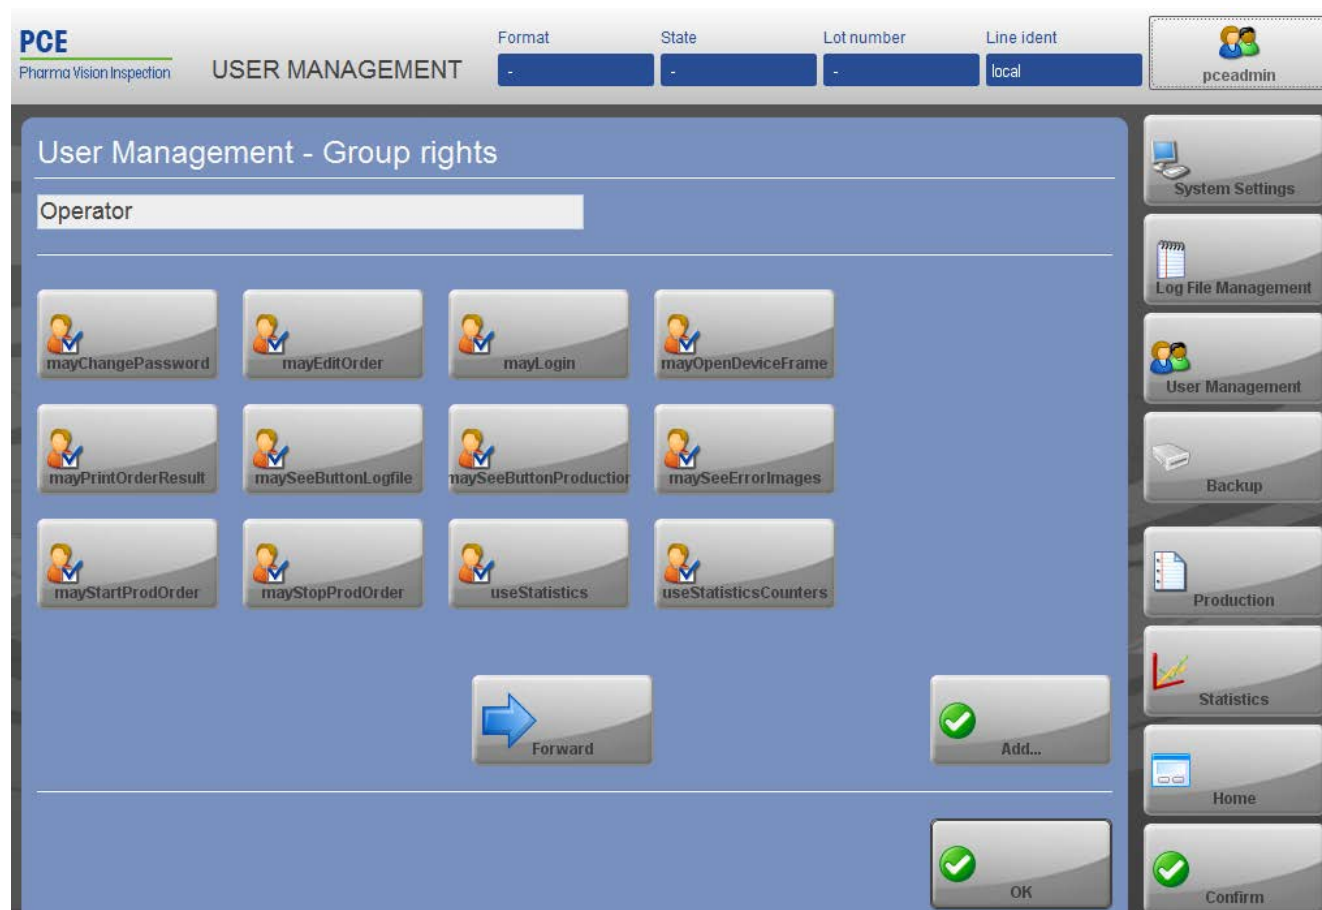 PCE
Pharma Vision Inspection
USER MANAGEMENT
Format State Lot number Line ident
- - - local
pceadmin
User Management - Group rights
Operator
mayChangePassword mayEditOrder mayLogin mayOpenDeviceFrame
mayPrintOrderResult maySeeButtonLogfile maySeeButtonProduction maySeeErrorImages
mayStartProdOrder mayStopProdOrder useStatistics useStatisticsCounters
Forward Add...
OK
System Settings
Log File Management
User Management
Backup
Production
Statistics
Home
Confirm